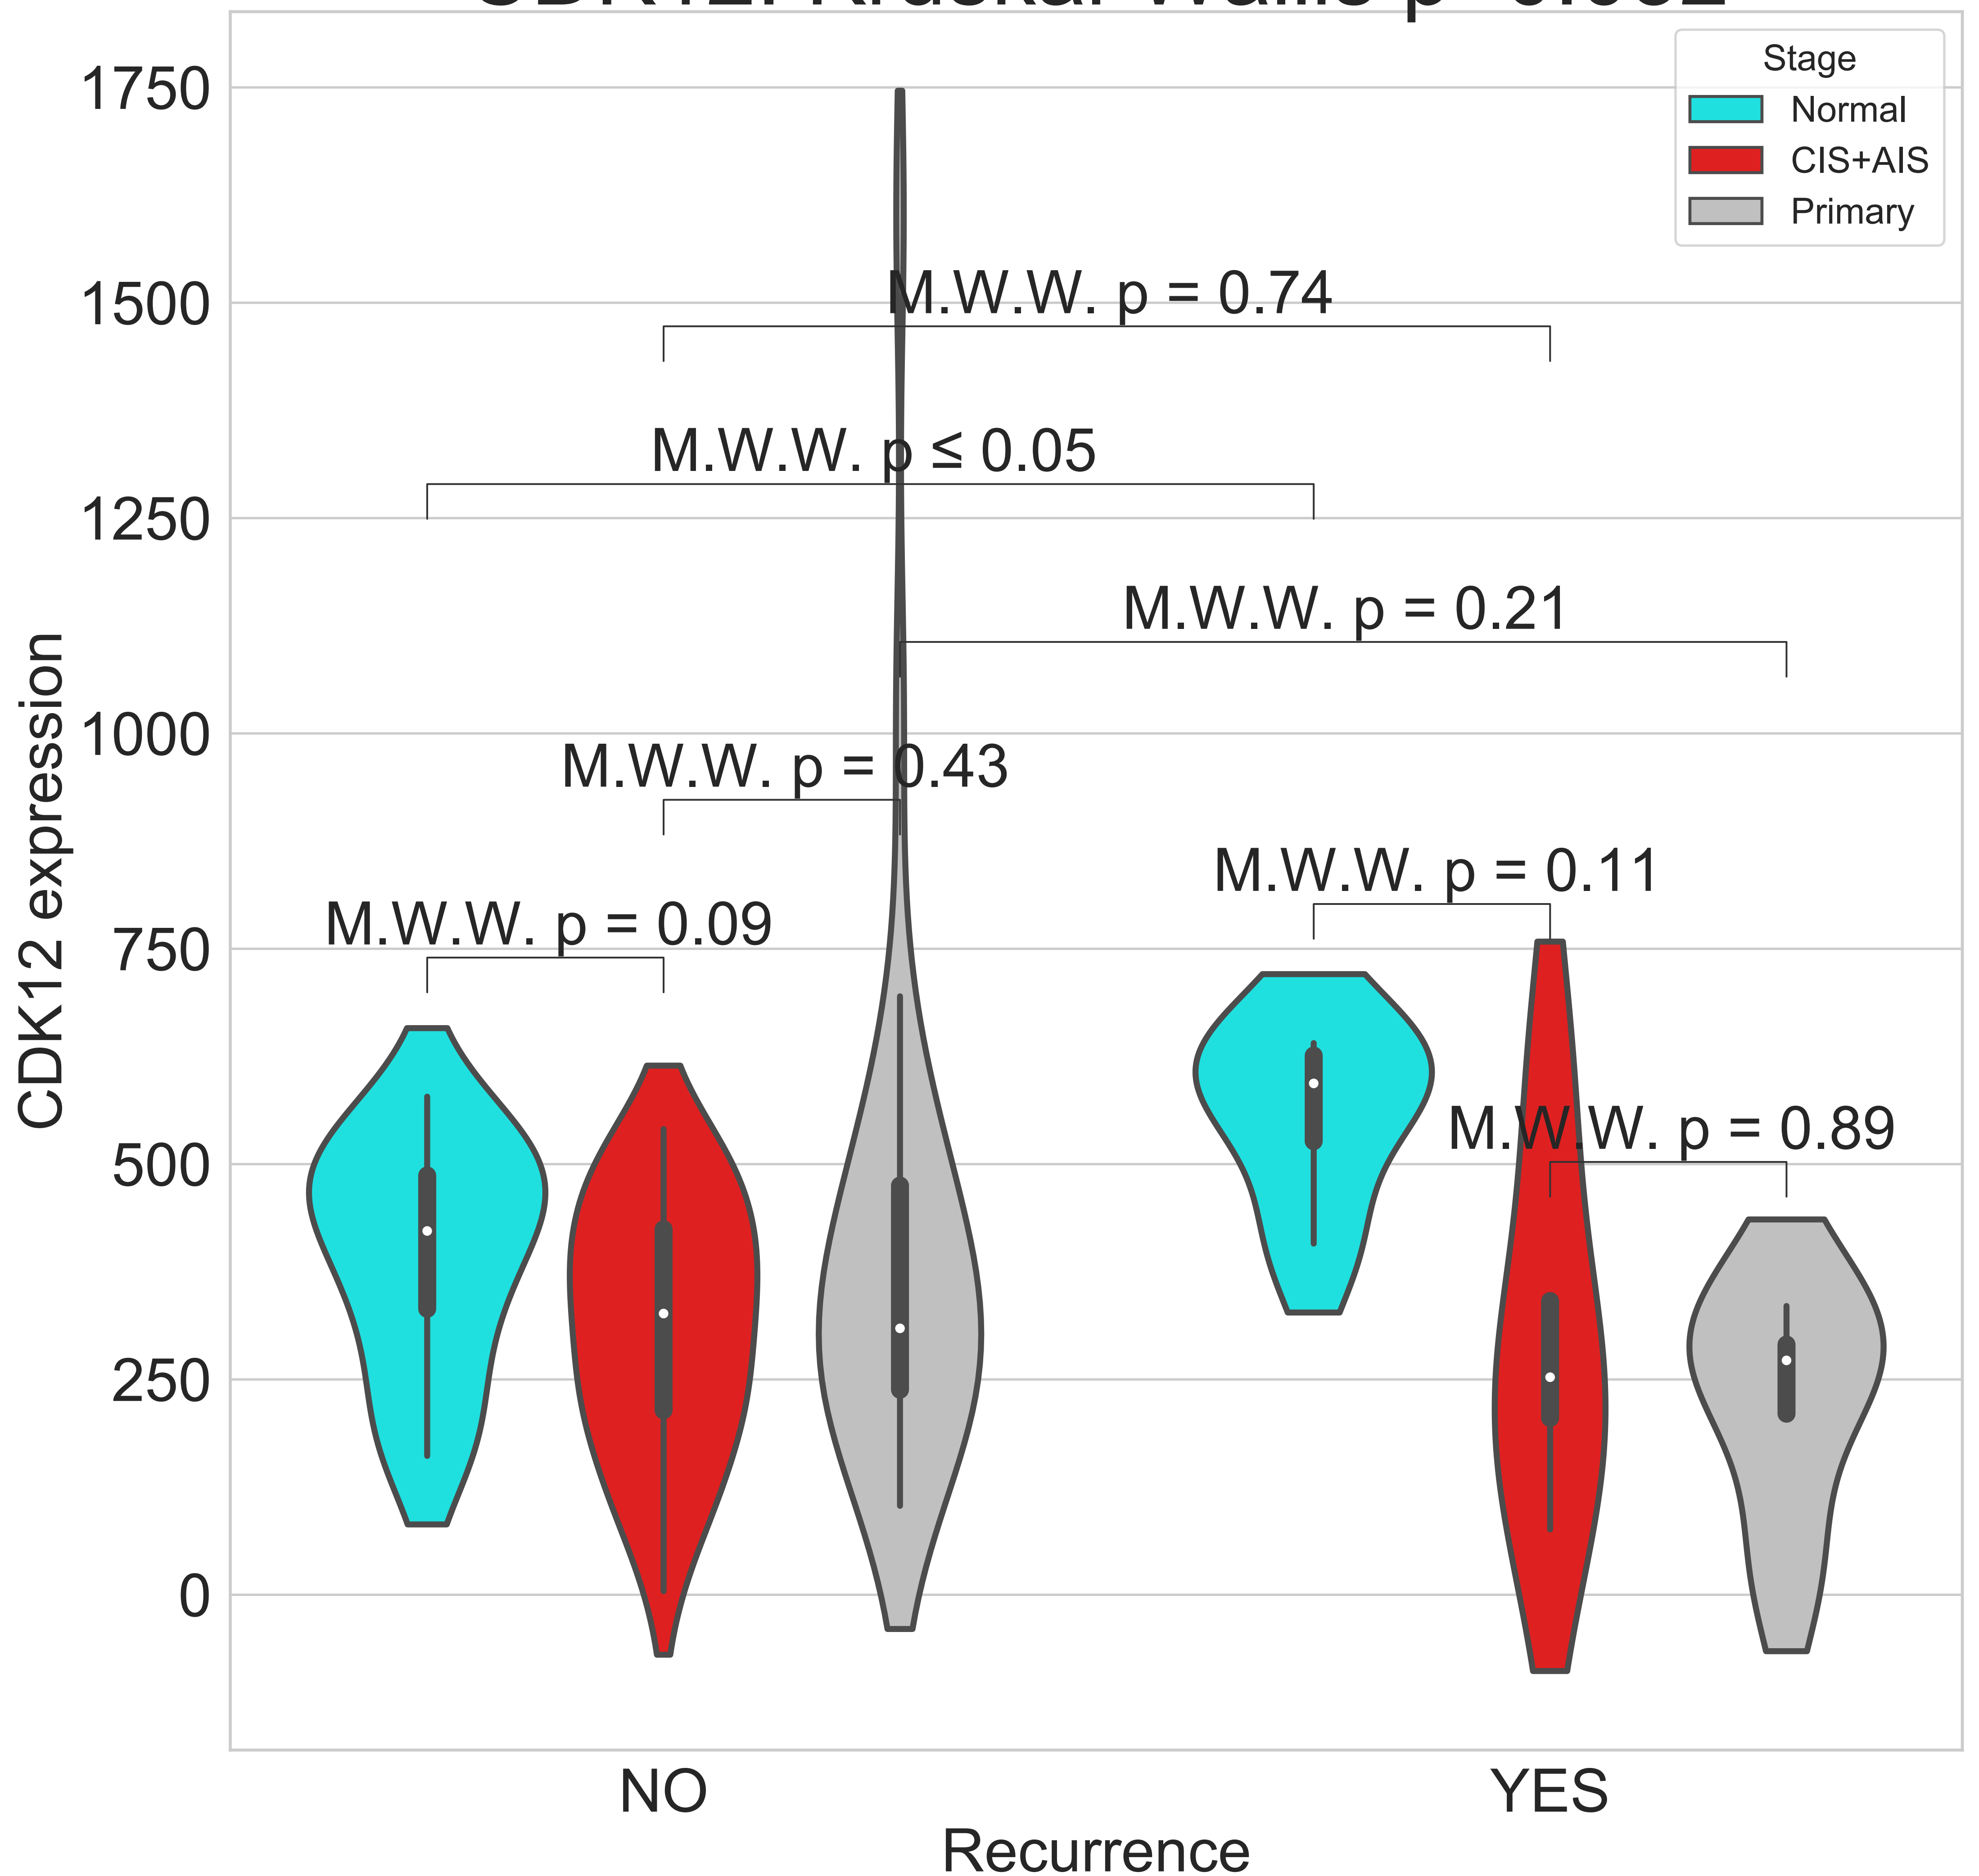 Stage
Normal
CIS+AIS
Primary
1750
1500
1250
1000
750
500
250
0
CDK12 expression
M.W.W. p = 0.74
M.W.W. p ≤ 0.05
M.W.W. p = 0.21
M.W.W. p = 0.43
M.W.W. p = 0.11
M.W.W. p = 0.09
M.W.W. p = 0.89
NO
YES
Recurrence